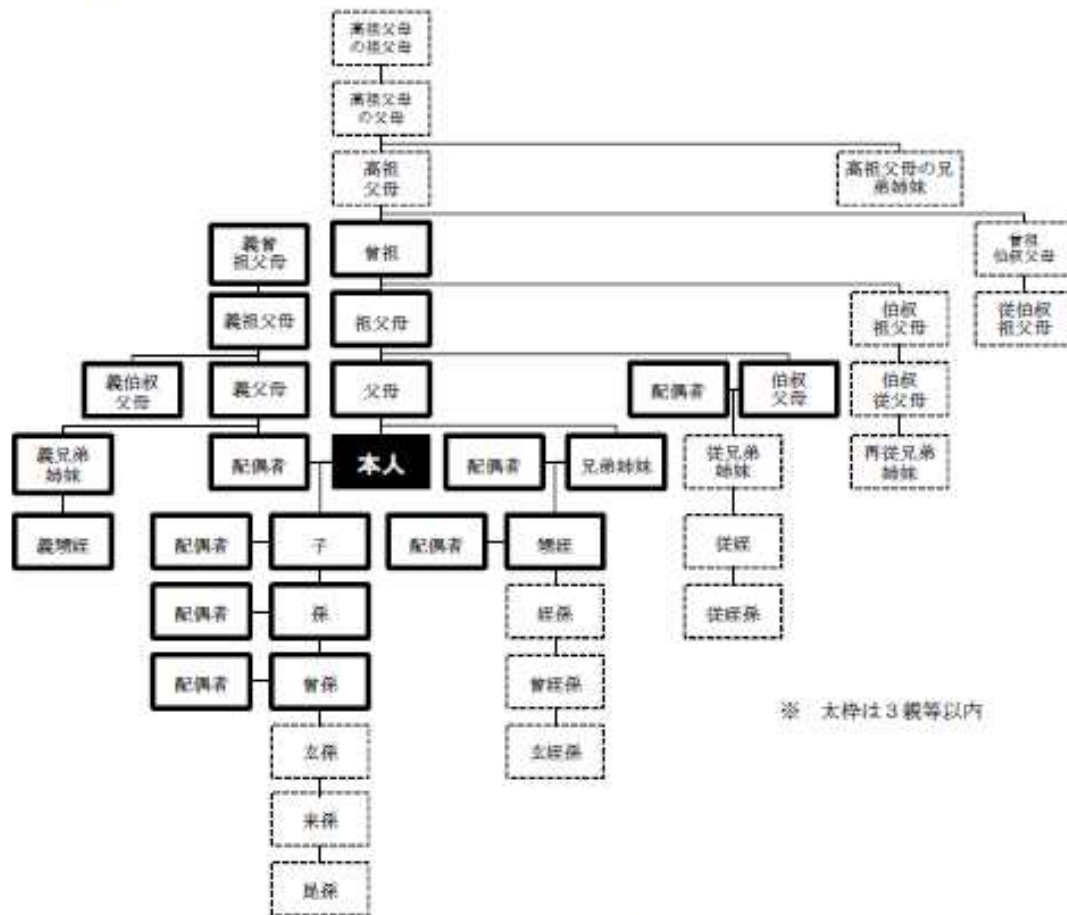 高祖父母
の祖父母
高祖父母
の父母
高祖
父母
高祖父母の兄
弟姉妹
義曾
祖父母
曾祖
曾祖
伯叔父母
義祖父母
祖父母
伯叔
祖父母
従伯叔
祖父母
義伯叔
父母
義父母
父母
配偶者
伯叔
父母
伯叔
従父母
義兄弟
姉妹
配偶者
本人
配偶者
兄弟姉妹
従兄弟
姉妹
再従兄弟
姉妹
義甥姪
配偶者
子
配偶者
甥姪
従姪
配偶者
孫
姪孫
従姪孫
配偶者
曾孫
曾姪孫
※ 太枠は3親等以内
玄孫
玄姪孫
来孫
昆孫